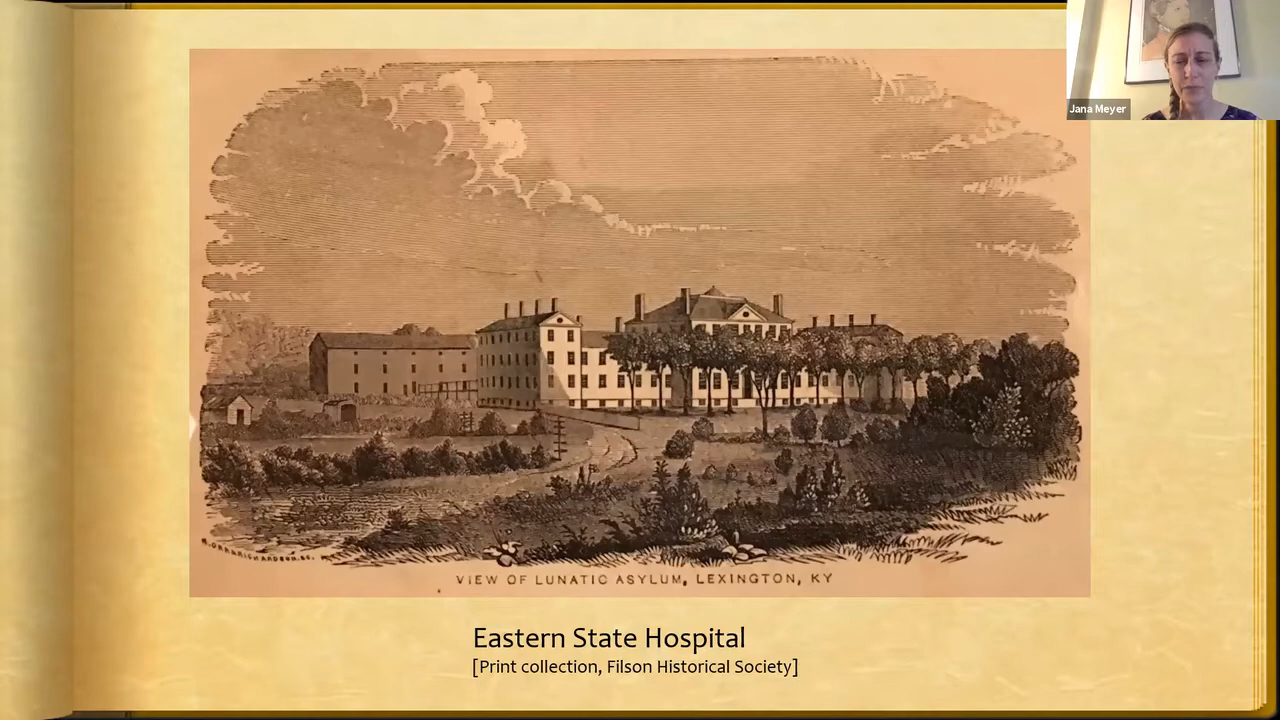 Jana Meyer
VIEW OF LUNATIC ASYLUM, LEXINGTON, KY
Eastern State Hospital
[Print collection, Filson Historical Society]